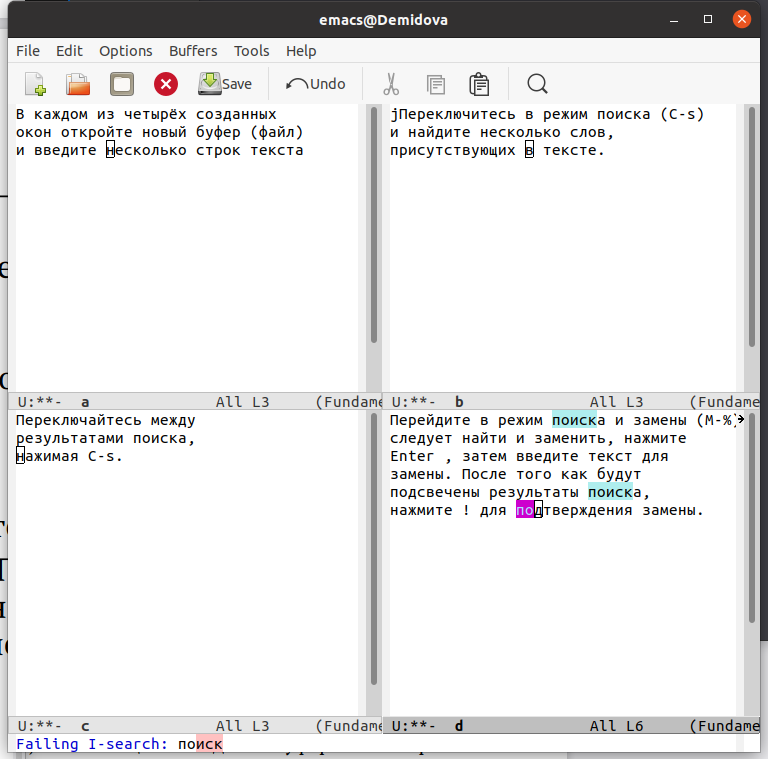 emacs@Demidova
File Edit Options Buffers Tools Help
Save Undo
В каждом из четырёх созданных
окон откройте новый буфер (файл)
и введите несколько строк текста
U:**- a All L3 (Fundame
jПереключитесь в режим поиска (C-s)
и найдите несколько слов,
присутствующих в тексте.
U:**- b All L3 (Fundame
Переключайтесь между
результатами поиска,
нажимая C-s.
U:**- c All L3 (Fundame
Перейдите в режим поиска и замены (M-%)
следует найти и заменить, нажмите
Enter , затем введите текст для
замены. После того как будут
подсвечены результаты поиска,
нажмите ! для подтверждения замены.
U:**- d All L6 (Fundame
Failing I-search: поиск